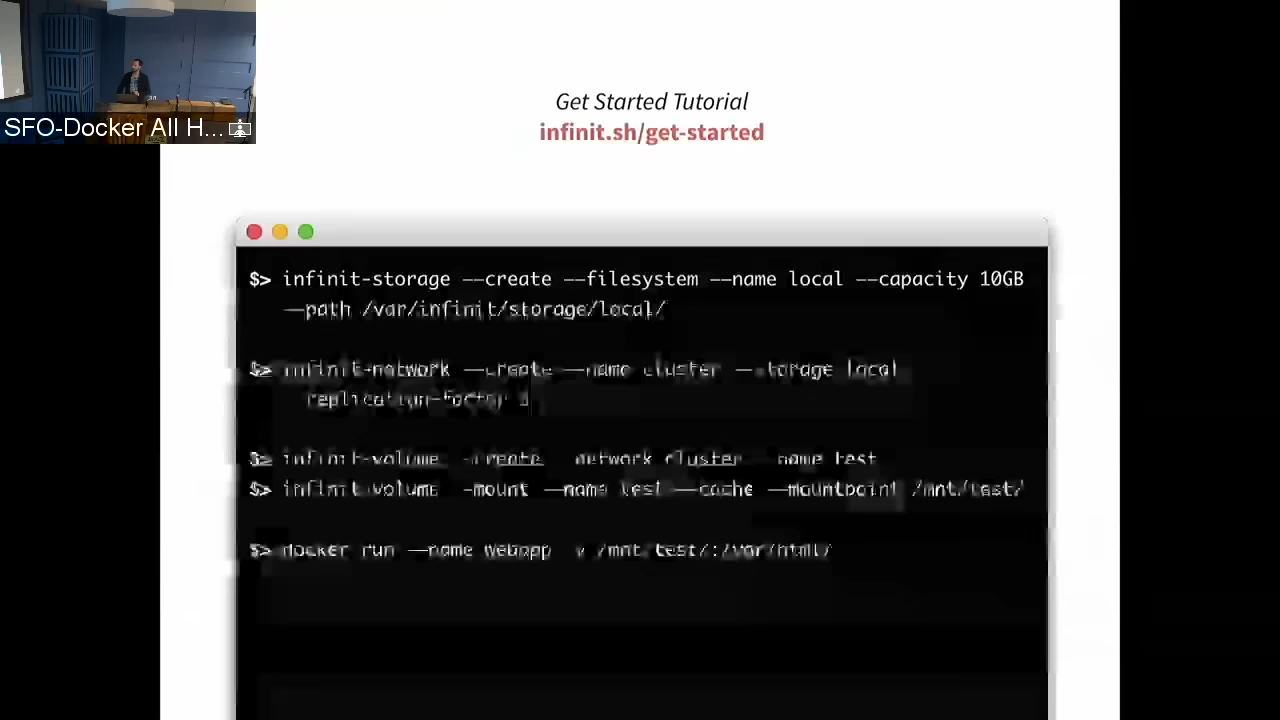 SFO-Docker All H...
Get Started Tutorial
infinit.sh/get-started
$> infinit-storage --create --filesystem --name local --capacity 10GB
--path /var/infinit/storage/local/
$> infinit-network --create --name cluster --storage local
replication-factor
$> infinit-volume --create network cluster name test
$> infinit-volume -mount --name test --cache --mountpoint /mnt/test/
$> docker run --name webapp v /mnt/test/:/var/html/